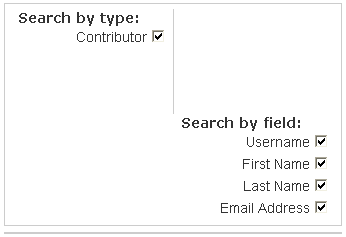 Search by type:
Contributor
Search by field:
Username
First Name
Last Name
Email Address